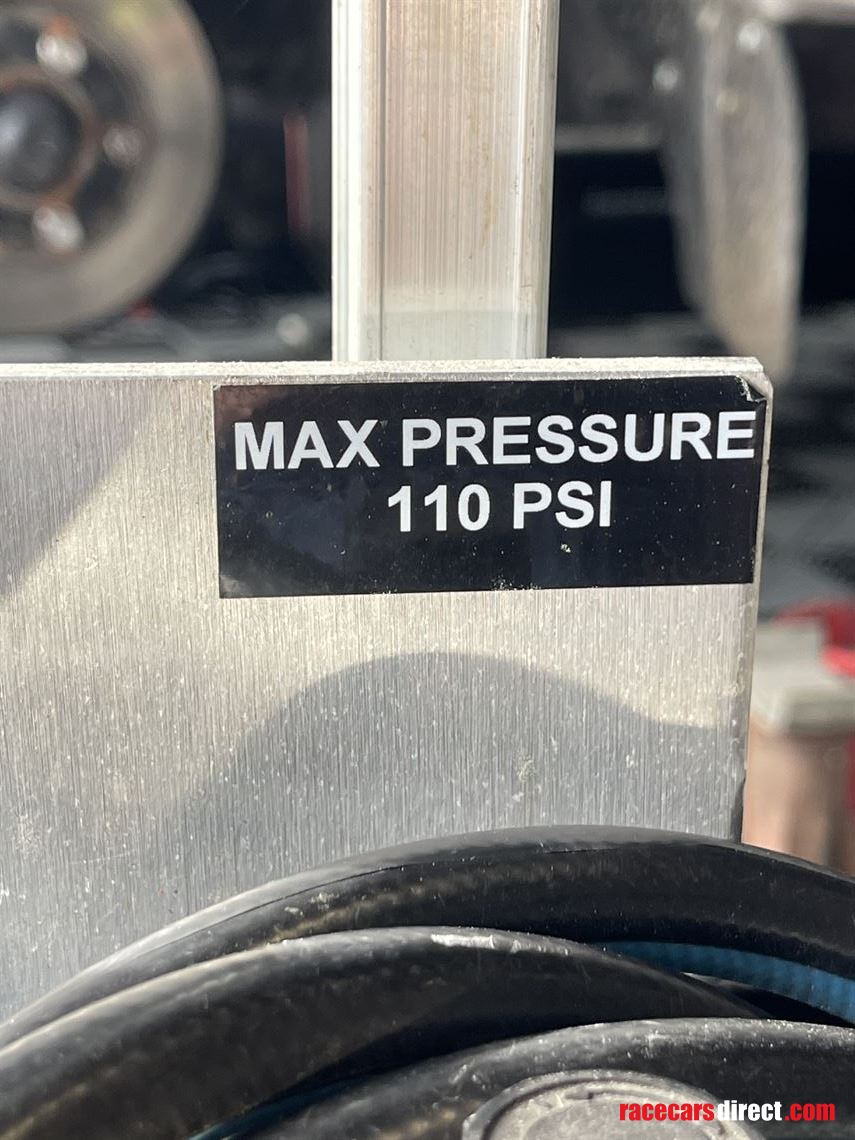 MAX PRESSURE
110 PSI
racecarsdirect.com